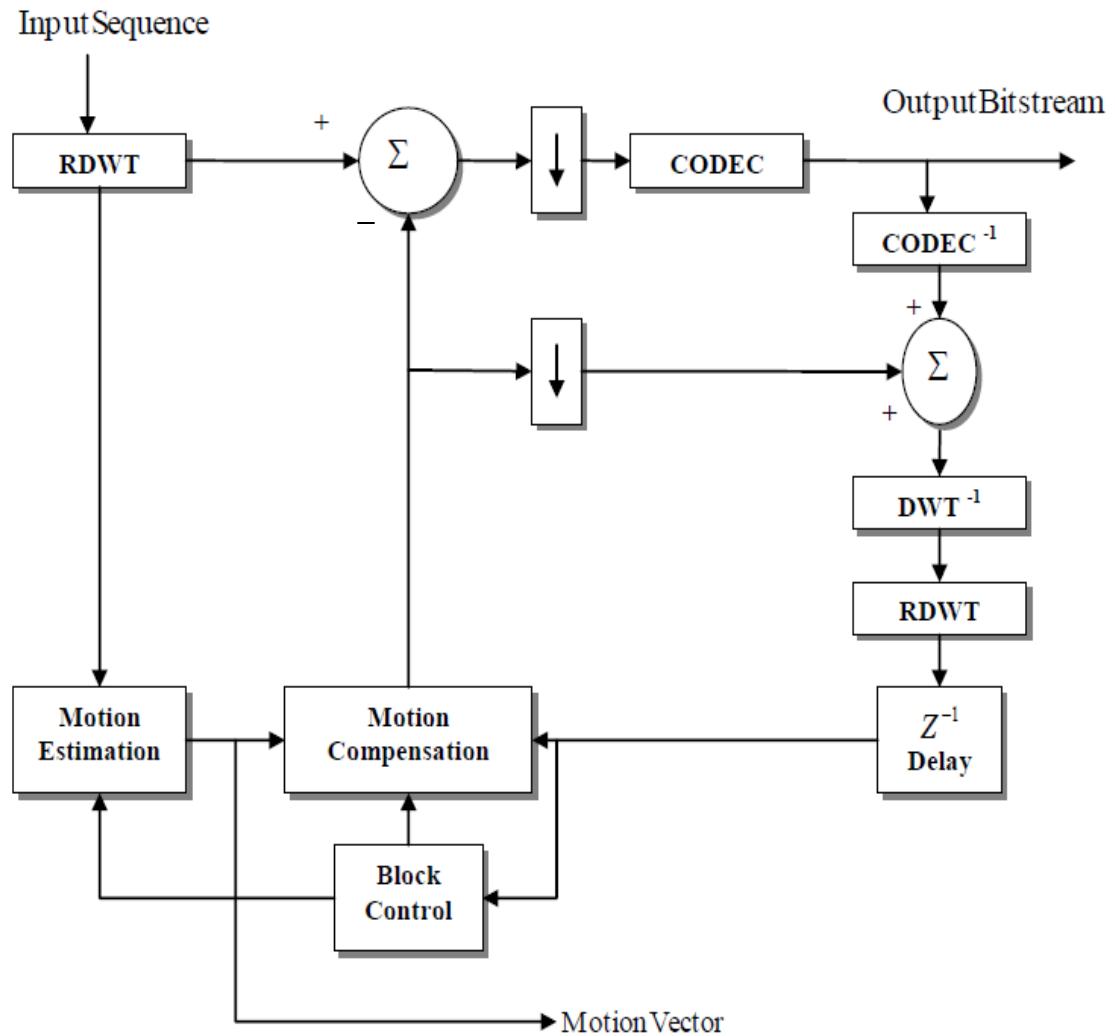 InputSequence
OutputBitstream
RDWT
+
Σ
−
↓
CODEC
CODEC -1
+
↓
Σ
+
DWT -1
RDWT
Motion
Estimation
Motion
Compensation
Z−1
Delay
Block
Control
MotionVector